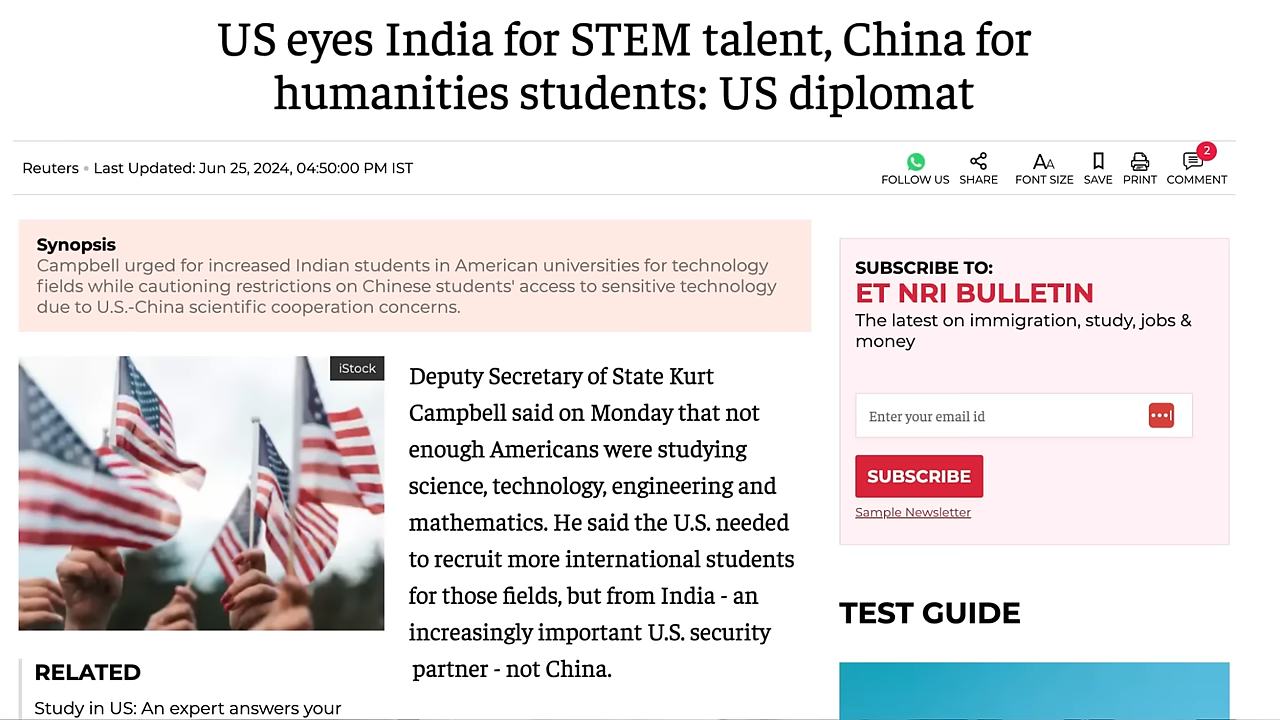 US eyes India for STEM talent, China for
humanities students: US diplomat
Reuters • Last Updated: Jun 25, 2024, 04:50:00 PM IST
2
FOLLOW US SHARE FONT SIZE SAVE PRINT COMMENT
Synopsis
Campbell urged for increased Indian students in American universities for technology
fields while cautioning restrictions on Chinese students' access to sensitive technology
due to U.S.-China scientific cooperation concerns.
iStock
Deputy Secretary of State Kurt
Campbell said on Monday that not
enough Americans were studying
science, technology, engineering and
mathematics. He said the U.S. needed
to recruit more international students
for those fields, but from India - an
increasingly important U.S. security
partner - not China.
RELATED
Study in US: An expert answers your
SUBSCRIBE TO:
ET NRI BULLETIN
The latest on immigration, study, jobs &
money
Enter your email id
SUBSCRIBE
Sample Newsletter
TEST GUIDE